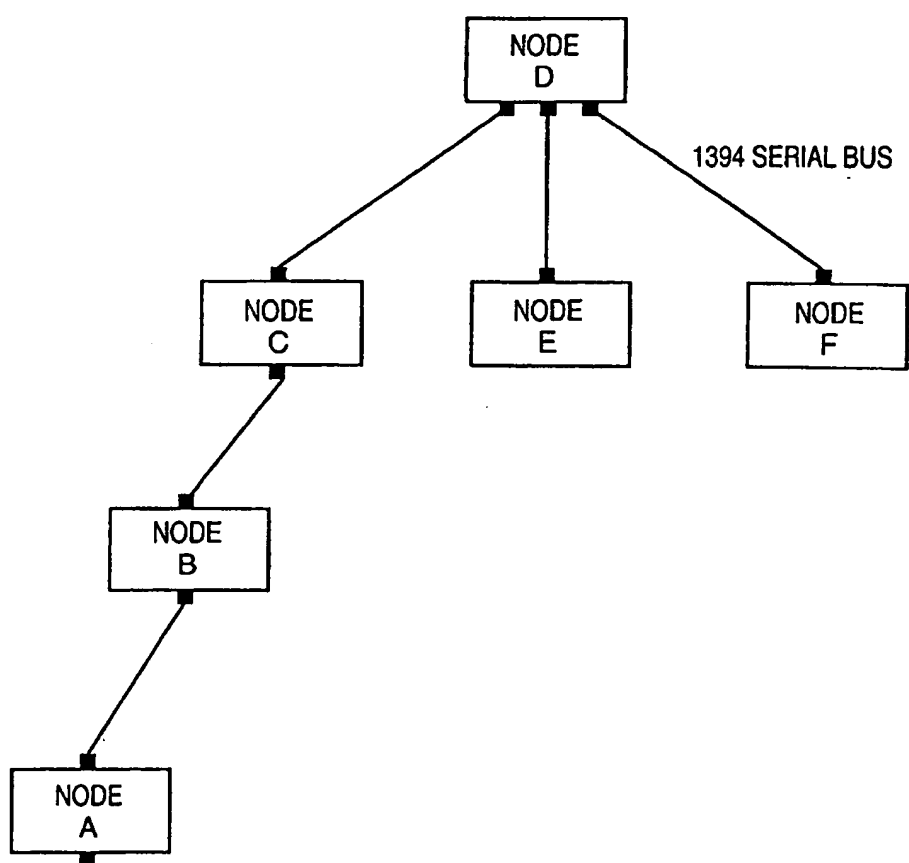 NODE
D
1394 SERIAL BUS
NODE
C
NODE
E
NODE
F
NODE
B
NODE
A